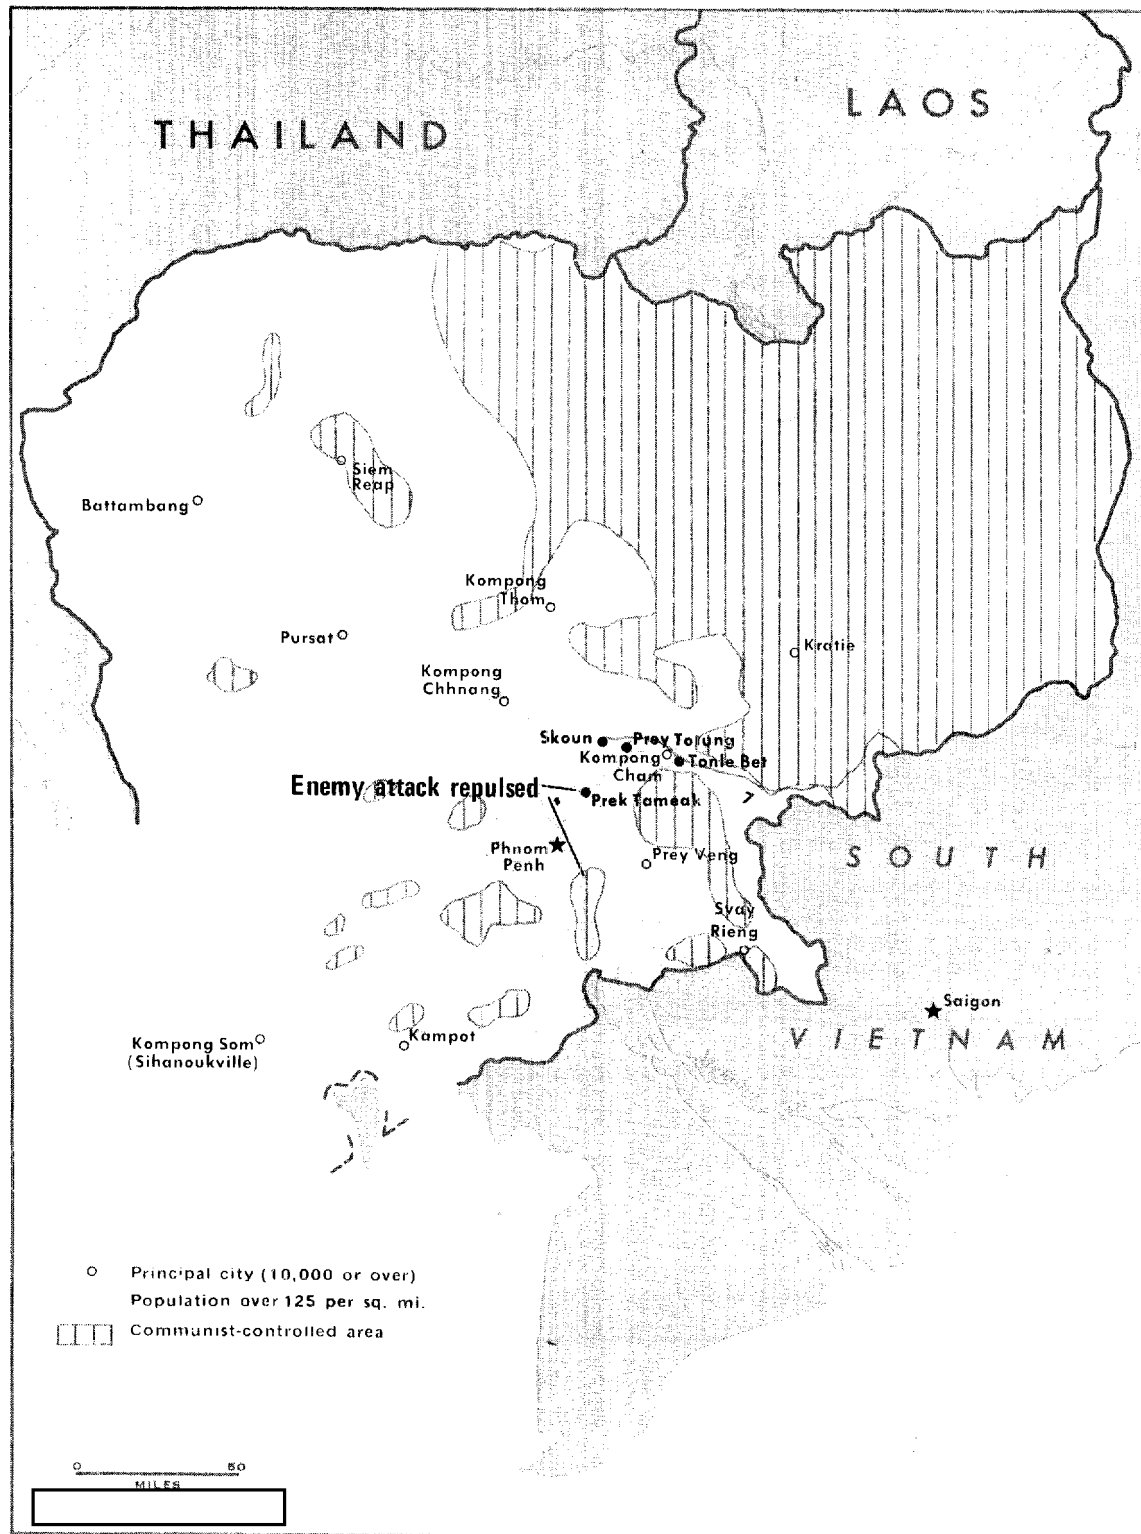 THAILAND
LAOS
Siem
Reap
Battambang
Kompong
Thom
Pursat
Kratie
Kompong
Chhnang
Skoun
Prey Totung
Kompong
Cham
Tonle Bet
Enemy attack repulsed
Prek Tameak
7
Phnom
Penh
Prey Veng
SOUTH
Svay
Rieng
Saigon
VIETNAM
Kompong Som
(Sihanoukville)
Kampot
Principal city (10,000 or over)
Population over 125 per sq. mi.
Communist-controlled area
0 50
MILES